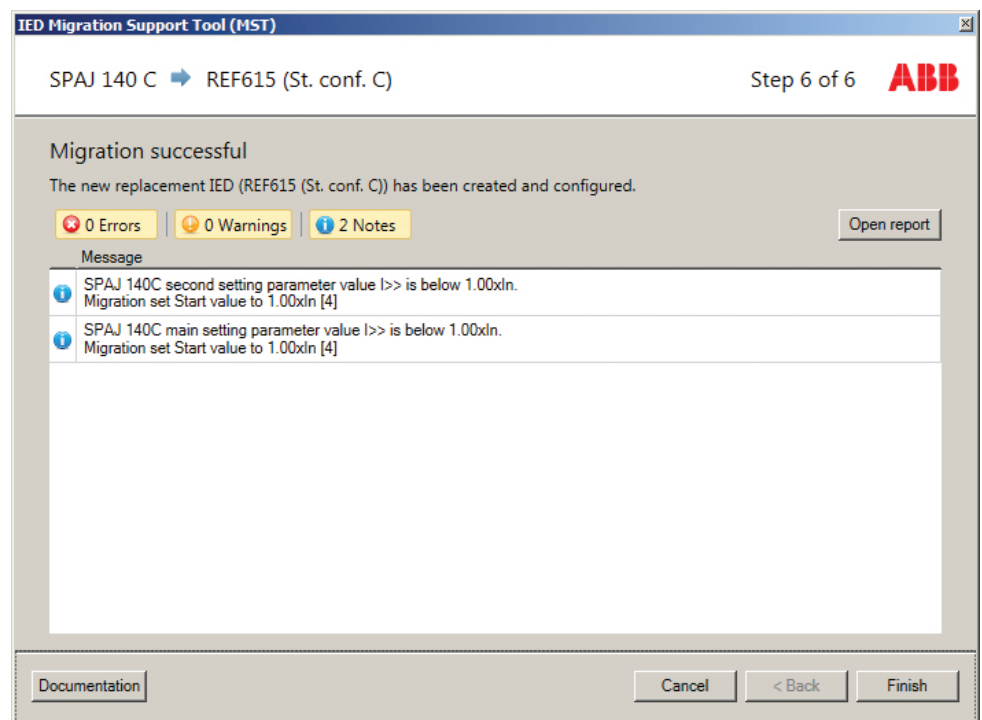 IED Migration Support Tool (MST)
SPAJ 140 C REF615 (St. conf. C) Step 6 of 6 ABB
Migration successful
The new replacement IED (REF615 (St. conf. C)) has been created and configured.
0 Errors 0 Warnings 2 Notes Open report
Message
SPAJ 140C second setting parameter value I>> is below 1.00xIn.
Migration set Start value to 1.00xIn [4]
SPAJ 140C main setting parameter value I>> is below 1.00xIn.
Migration set Start value to 1.00xIn [4]
Documentation Cancel < Back Finish